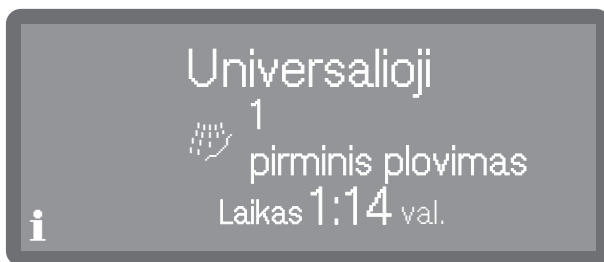 Universalioji
1
pirminis plovimas
Laikas 1:14 val.
i